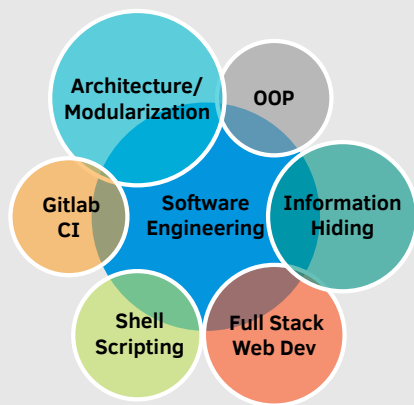 Architecture/
Modularization
OOP
Gitlab
CI
Software
Engineering
Information
Hiding
Shell
Scripting
Full Stack
Web Dev